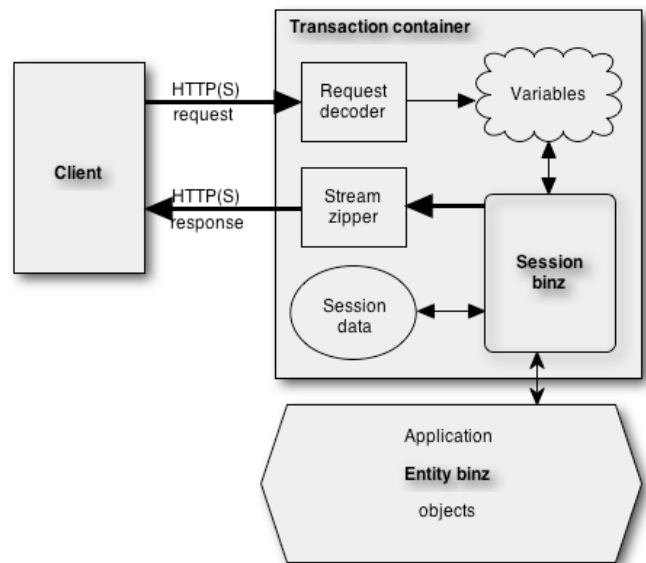 Transaction container
HTTP(S)
request
Request
decoder
Variables
Client
HTTP(S)
response
Stream
zipper
Session
binz
Session
data
Application
Entity binz
objects